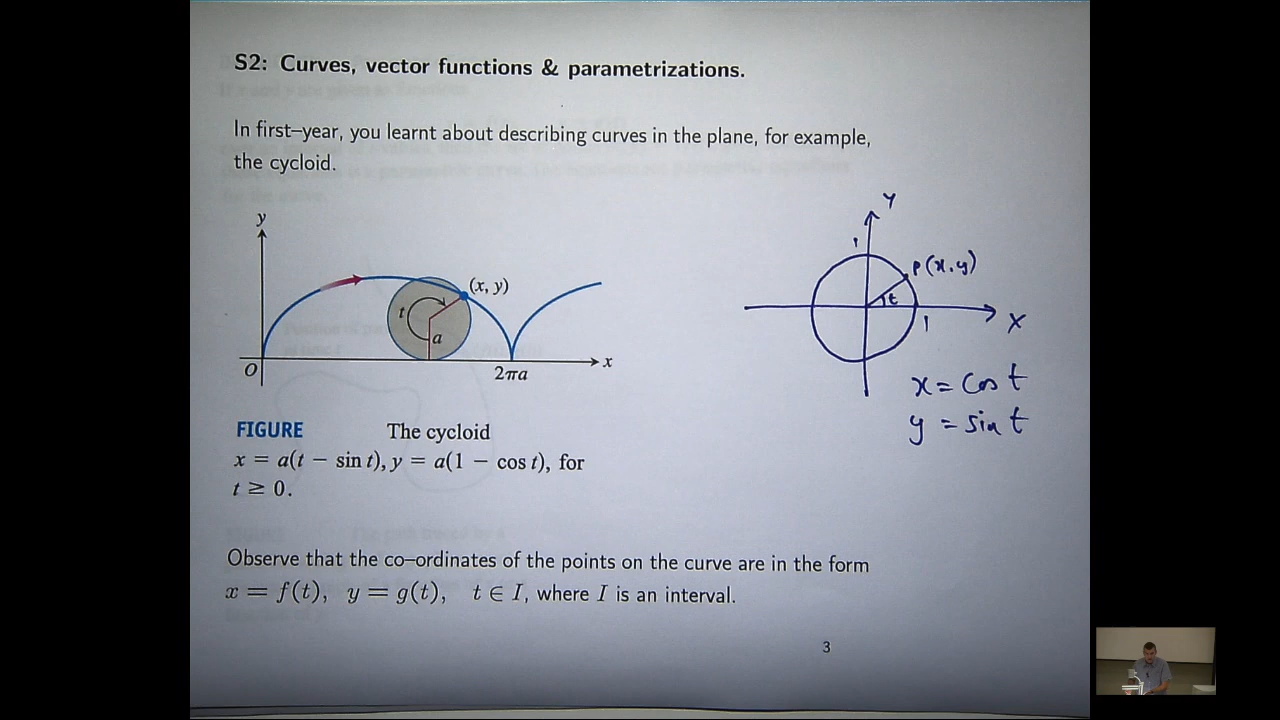 S2: Curves, vector functions & parametrizations.
In first–year, you learnt about describing curves in the plane, for example,
the cycloid.
y
(x, y)
t
a
O
2πa
x
Y
1
P(x,y)
t
1
X
x = cos t
y = sin t
FIGURE The cycloid
x = a(t − sin t), y = a(1 − cos t), for
t ≥ 0.
Observe that the co–ordinates of the points on the curve are in the form
x = f(t), y = g(t), t ∈ I, where I is an interval.
3